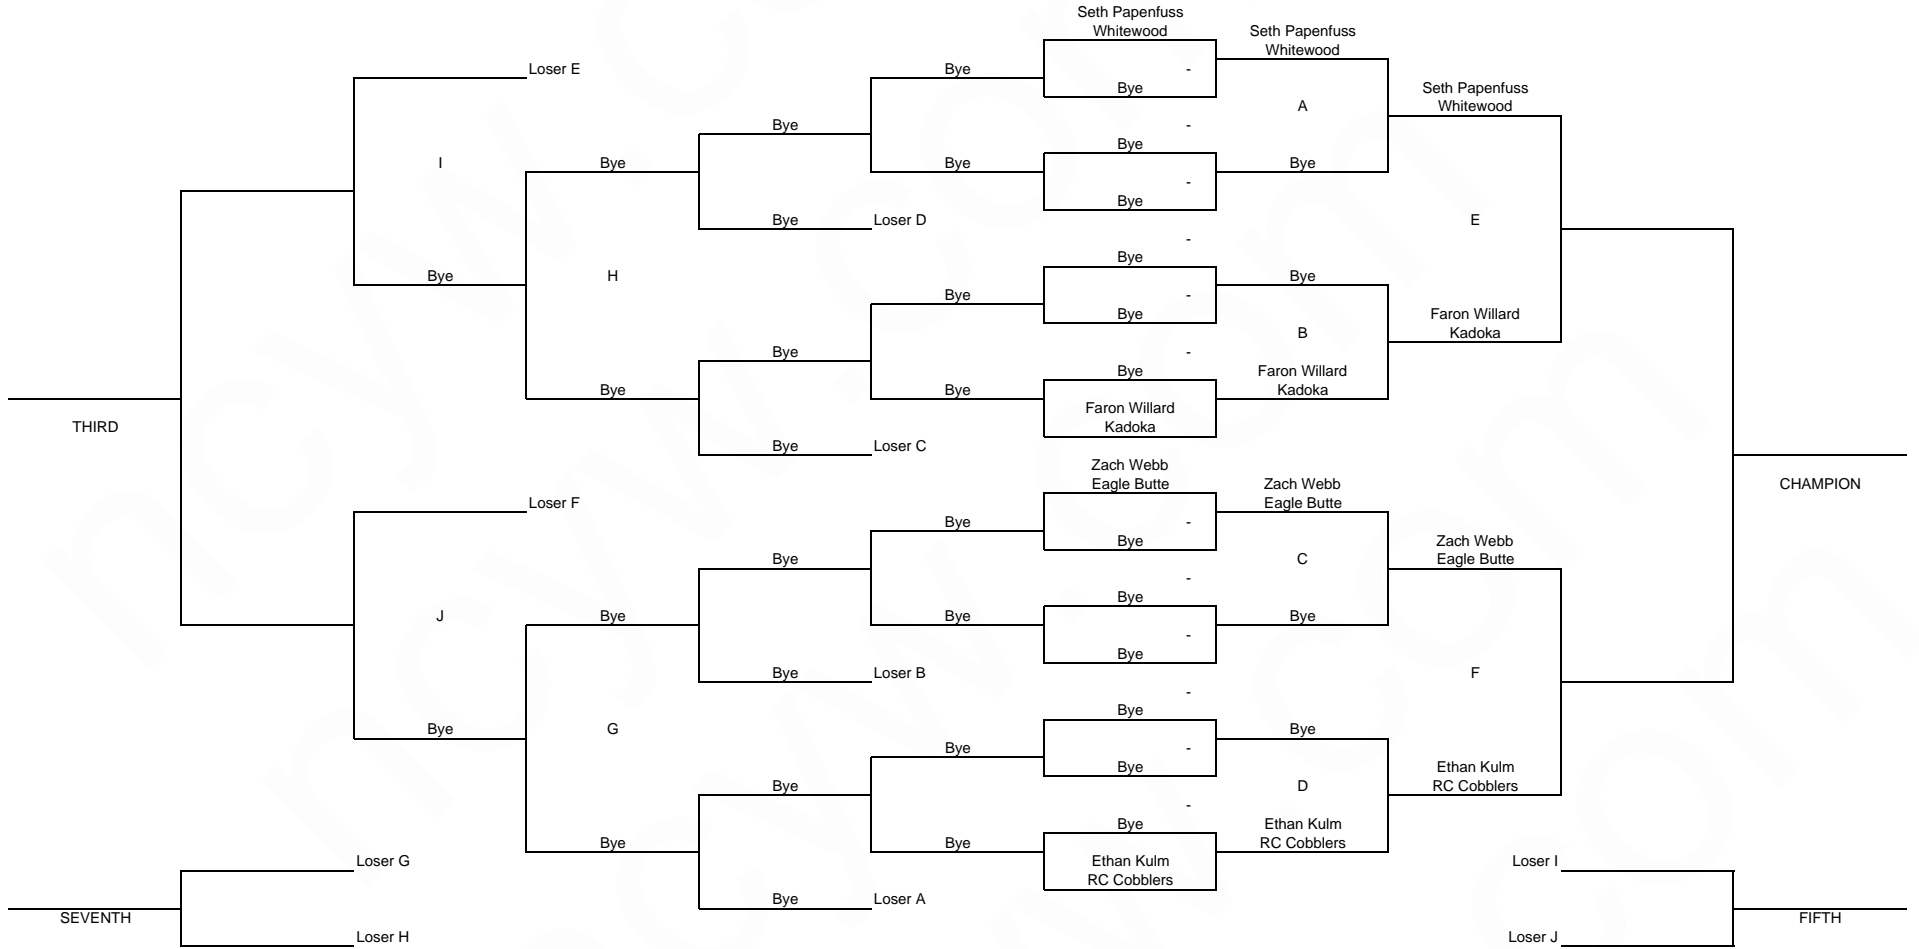 Seth Papenfuss
Whitewood
Seth Papenfuss
Whitewood
Loser E
Bye
-
Bye
Seth Papenfuss
Whitewood
A
Bye
-
Bye
I
Bye
Bye
Bye
-
Bye
Bye
Loser D
E
-
Bye
Bye
H
Bye
Bye
-
Bye
Faron Willard
Kadoka
B
Bye
-
Bye
Faron Willard
Kadoka
Bye
Bye
Faron Willard
Kadoka
THIRD
Bye
Loser C
Zach Webb
Eagle Butte
Zach Webb
Eagle Butte
CHAMPION
Loser F
Bye
-
Bye
Zach Webb
Eagle Butte
Bye
C
-
Bye
J
Bye
Bye
Bye
-
Bye
Bye
Loser B
F
-
Bye
Bye
G
Bye
Bye
-
Bye
Ethan Kulm
RC Cobblers
Bye
D
-
Bye
Ethan Kulm
RC Cobblers
Bye
Bye
Loser G
Ethan Kulm
RC Cobblers
Loser I
Bye
Loser A
SEVENTH
FIFTH
Loser H
Loser J
ncyw.com